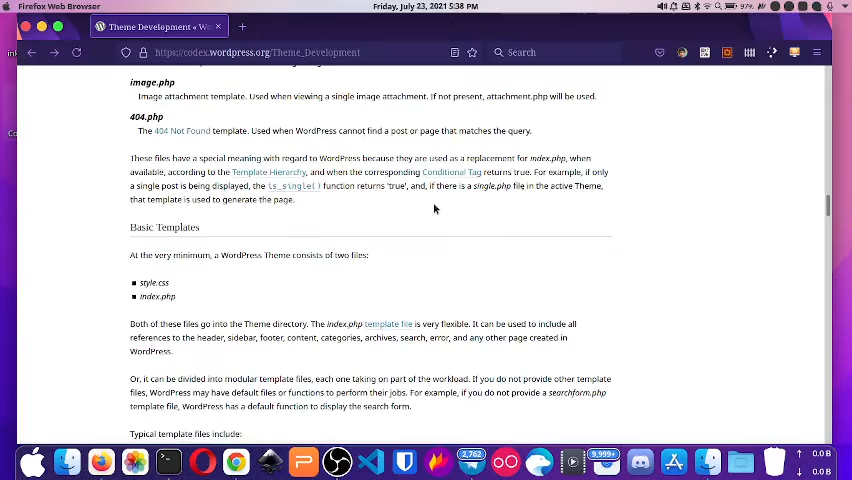 Firefox Web Browser
Friday, July 23, 2021 5:38 PM
97%
Theme Development « Wo
https://codex.wordpress.org/Theme_Development
Search
image.php
Image attachment template. Used when viewing a single image attachment. If not present, attachment.php will be used.
404.php
The 404 Not Found template. Used when WordPress cannot find a post or page that matches the query.
These files have a special meaning with regard to WordPress because they are used as a replacement for index.php, when
available, according to the Template Hierarchy, and when the corresponding Conditional Tag returns true. For example, if only
a single post is being displayed, the is_single() function returns 'true', and, if there is a single.php file in the active Theme,
that template is used to generate the page.
Basic Templates
At the very minimum, a WordPress Theme consists of two files:
style.css
index.php
Both of these files go into the Theme directory. The index.php template file is very flexible. It can be used to include all
references to the header, sidebar, footer, content, categories, archives, search, error, and any other page created in
WordPress.
Or, it can be divided into modular template files, each one taking on part of the workload. If you do not provide other template
files, WordPress may have default files or functions to perform their jobs. For example, if you do not provide a searchform.php
template file, WordPress has a default function to display the search form.
Typical template files include:
2,762
9,999+
0.0 B
0.0 B